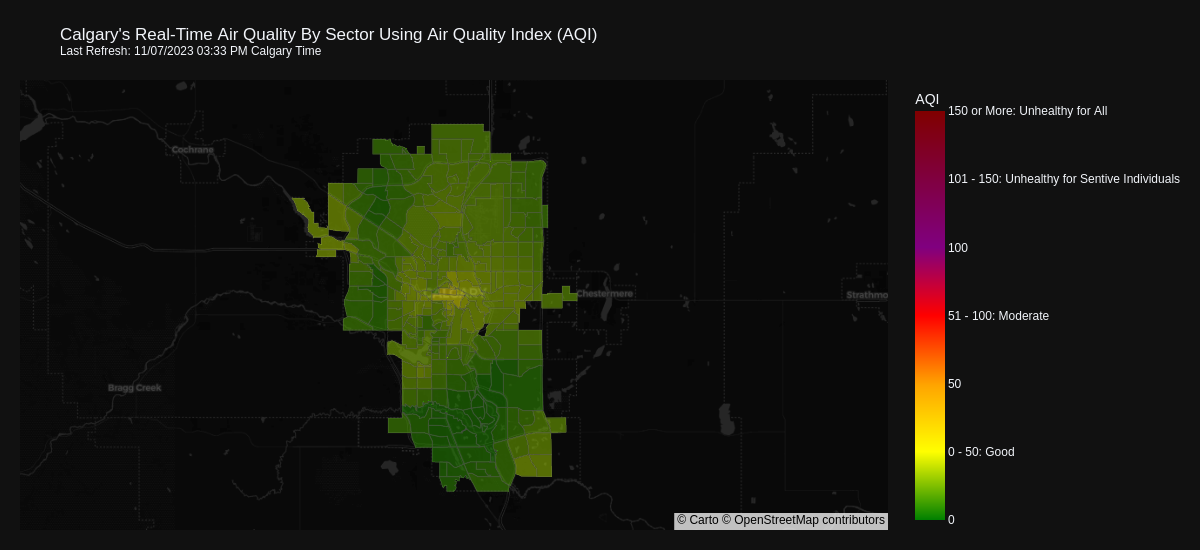 Calgary's Real-Time Air Quality By Sector Using Air Quality Index (AQI)
Last Refresh: 11/07/2023 03:33 PM Calgary Time
AQI
150 or More: Unhealthy for All
101 - 150: Unhealthy for Sentive Individuals
100
51 - 100: Moderate
50
0 - 50: Good
0
Cochrane
CALGARY
Chestermere
Strathmo
Bragg Creek
© Carto © OpenStreetMap contributors